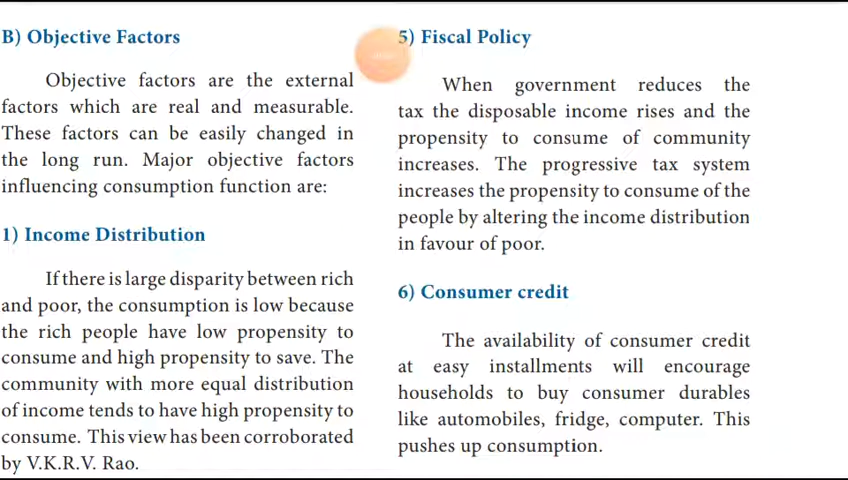 B) Objective Factors
Objective factors are the external
factors which are real and measurable.
These factors can be easily changed in
the long run. Major objective factors
influencing consumption function are:
1) Income Distribution
If there is large disparity between rich
and poor, the consumption is low because
the rich people have low propensity to
consume and high propensity to save. The
community with more equal distribution
of income tends to have high propensity to
consume. This view has been corroborated
by V.K.R.V. Rao.
5) Fiscal Policy
When government reduces the
tax the disposable income rises and the
propensity to consume of community
increases. The progressive tax system
increases the propensity to consume of the
people by altering the income distribution
in favour of poor.
6) Consumer credit
The availability of consumer credit
at easy installments will encourage
households to buy consumer durables
like automobiles, fridge, computer. This
pushes up consumption.